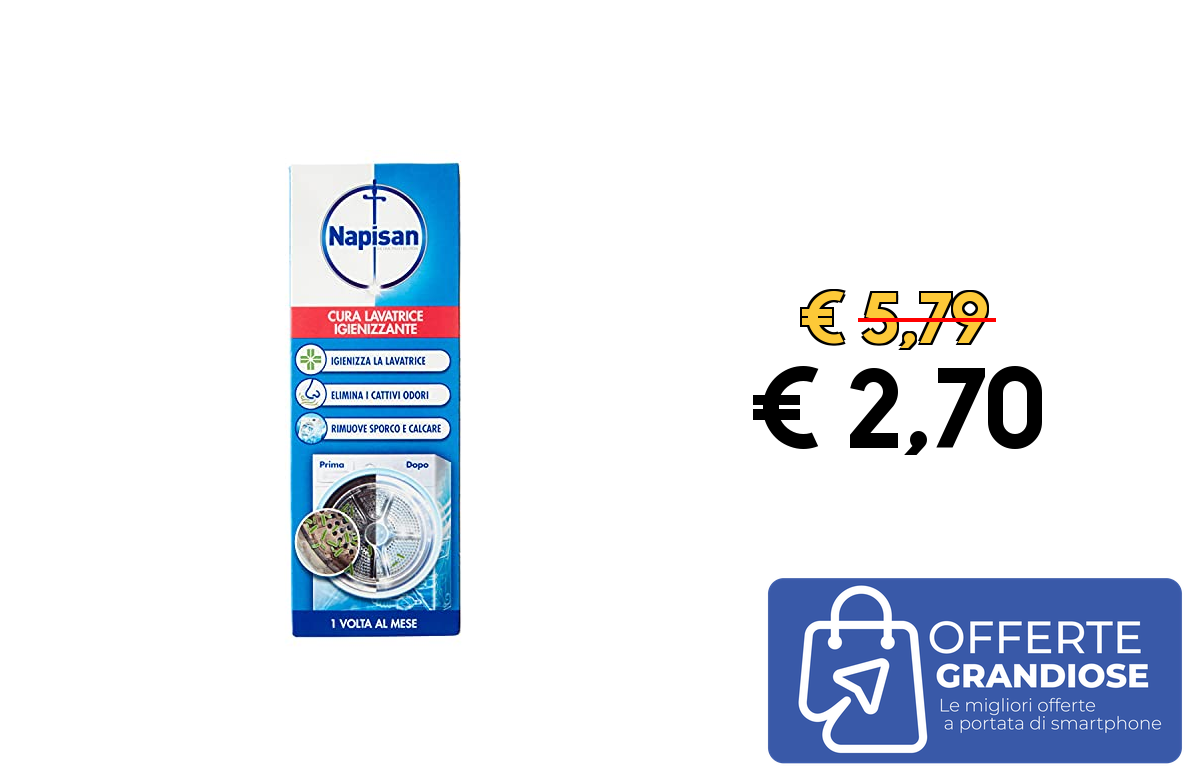 Napisan
CURA LAVATRICE
IGIENIZZANTE
IGIENIZZA LA LAVATRICE
ELIMINA I CATTIVI ODORI
RIMUOVE SPORCO E CALCARE
Prima Dopo
1 VOLTA AL MESE
€ 5,79
€ 2,70
OFFERTE
GRANDIOSE
Le migliori offerte
a portata di smartphone